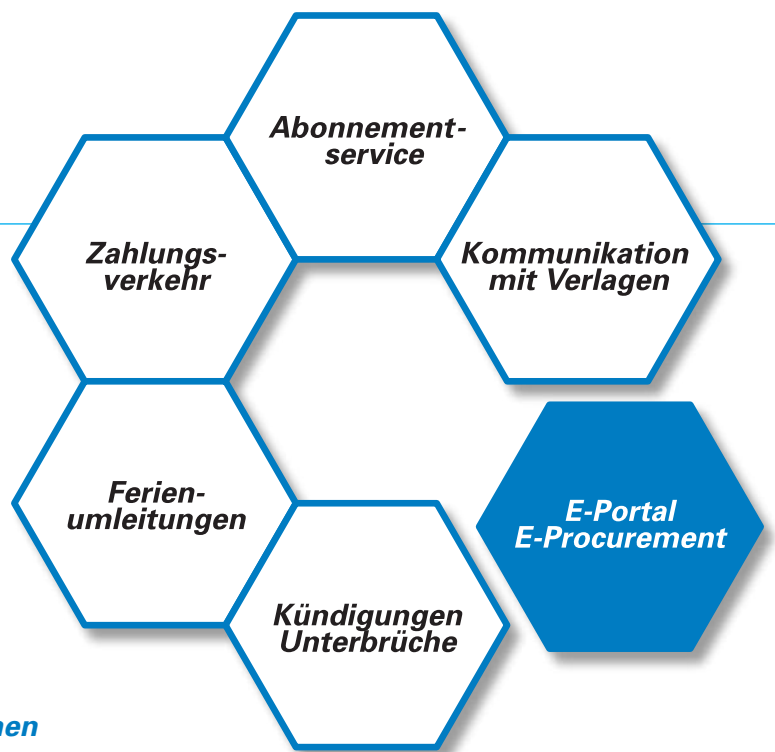 Abonnement-
service
Zahlungs-
verkehr
Kommunikation
mit Verlagen
Ferien-
umleitungen
E-Portal
E-Procurement
Kündigungen
Unterbrüche